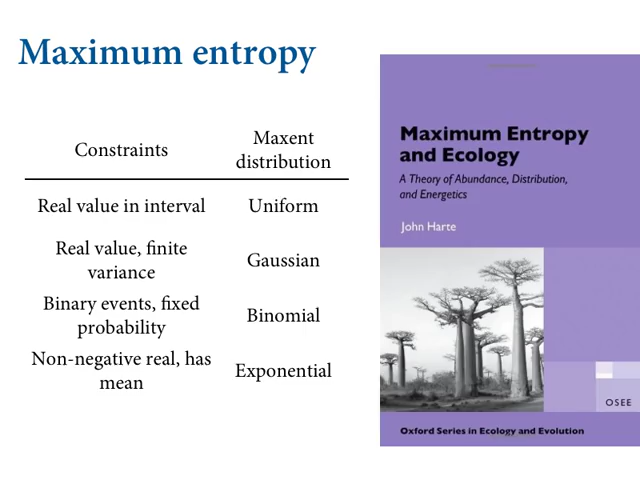 Maximum entropy
Constraints
Maxent
distribution
Real value in interval
Uniform
Real value, finite
variance
Gaussian
Binary events, fixed
probability
Binomial
Non-negative real, has
mean
Exponential
Maximum Entropy
and Ecology
A Theory of Abundance, Distribution,
and Energetics
John Harte
OSEE
Oxford Series in Ecology and Evolution